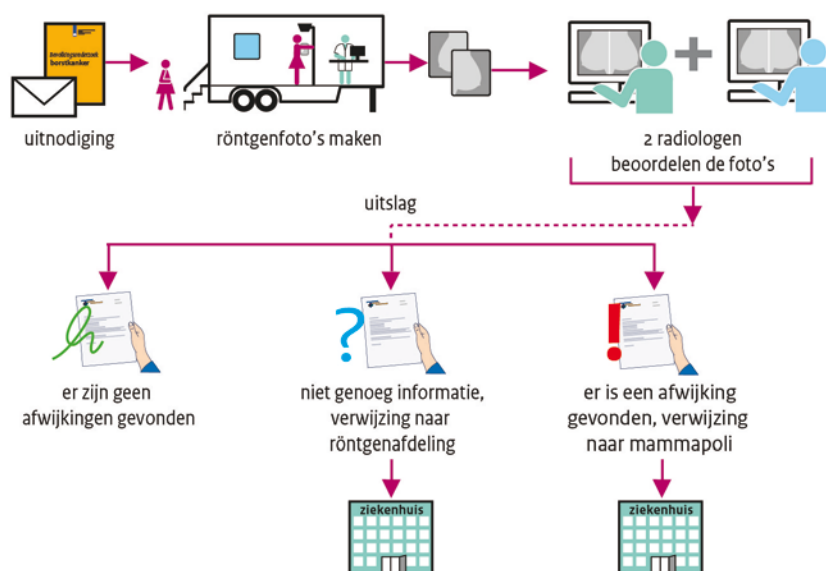 Bevolkingsonderzoek
borstkanker
uitnodiging
röntgenfoto's maken
2 radiologen
beoordelen de foto's
uitslag
er zijn geen
afwijkingen gevonden
niet genoeg informatie,
verwijzing naar
röntgenafdeling
er is een afwijking
gevonden, verwijzing
naar mammapoli
ziekenhuis
ziekenhuis